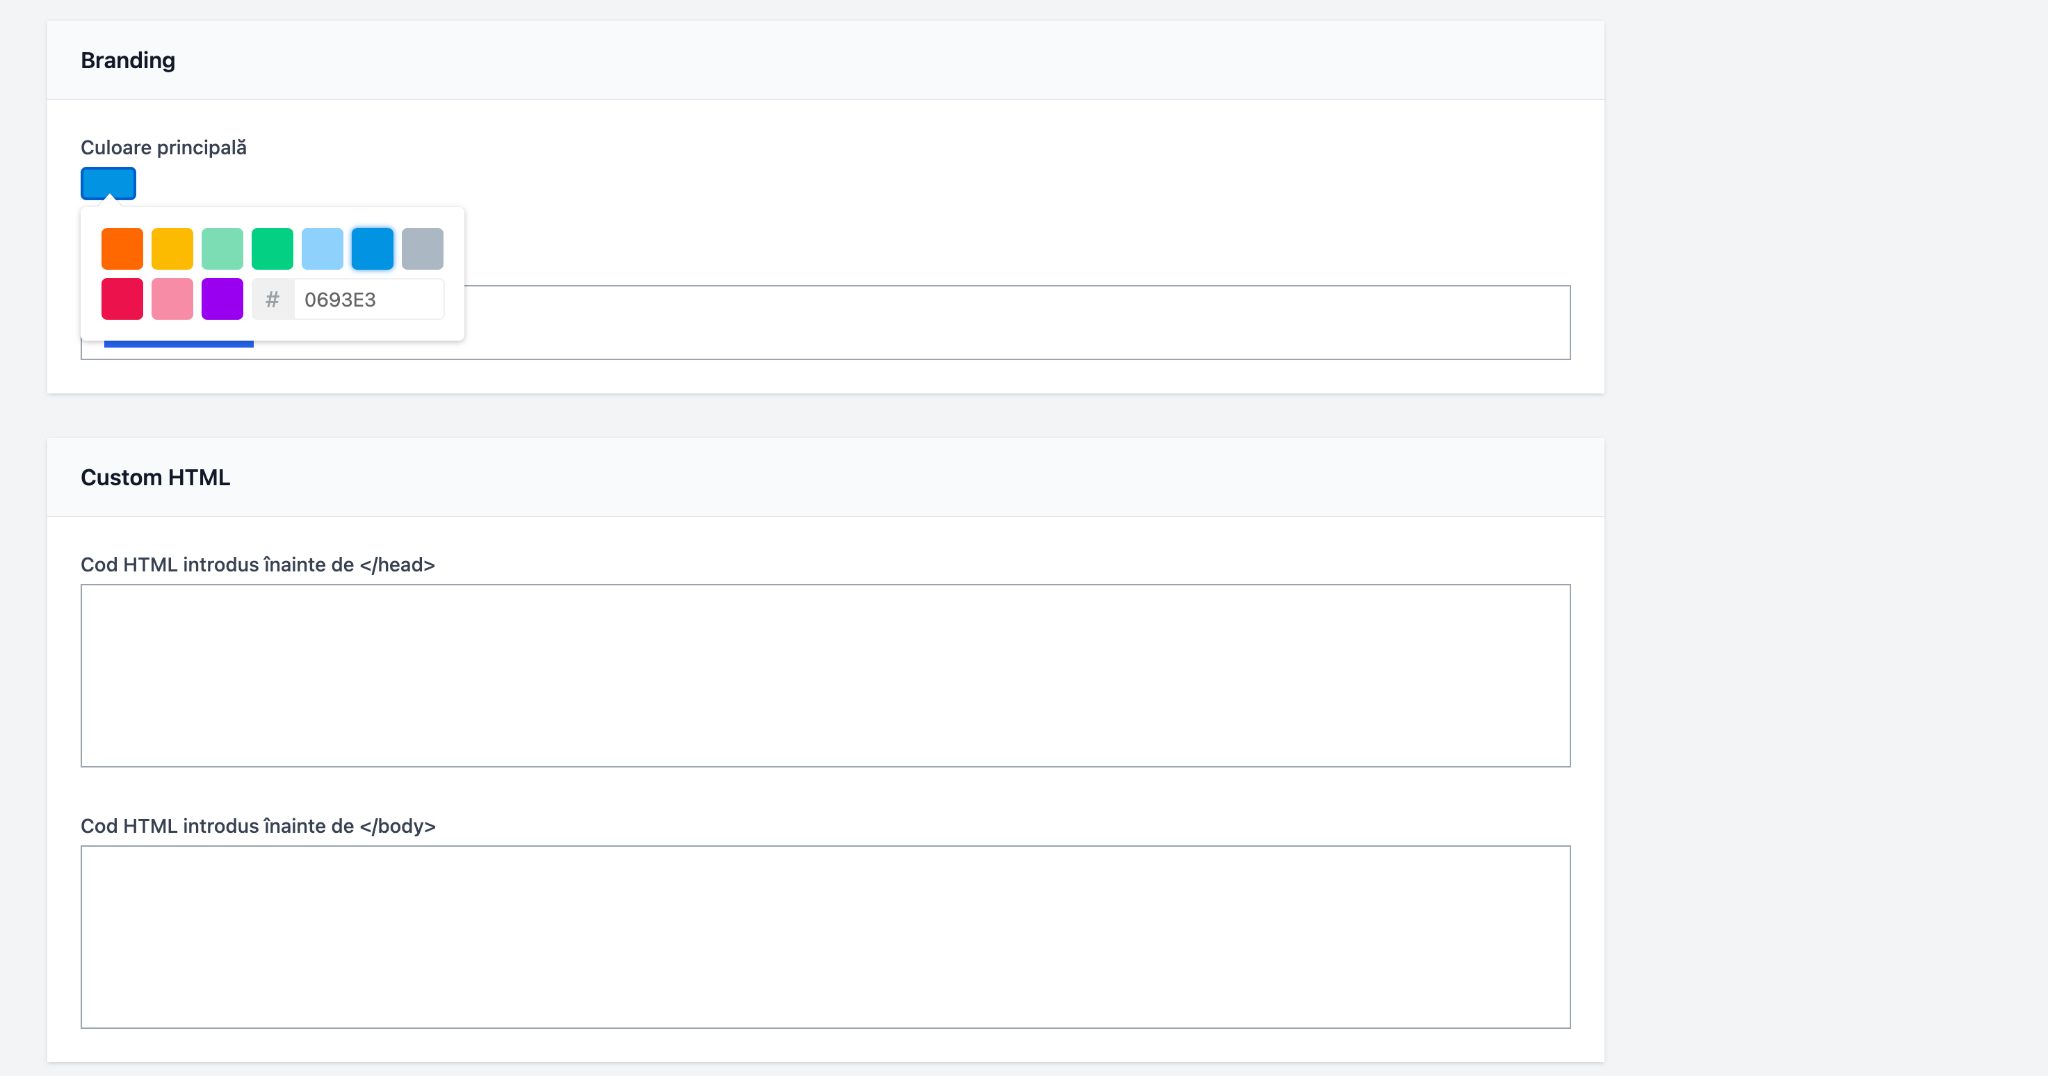 Branding
Culoare principală
# 0693E3
Custom HTML
Cod HTML introdus înainte de </head>
Cod HTML introdus înainte de </body>